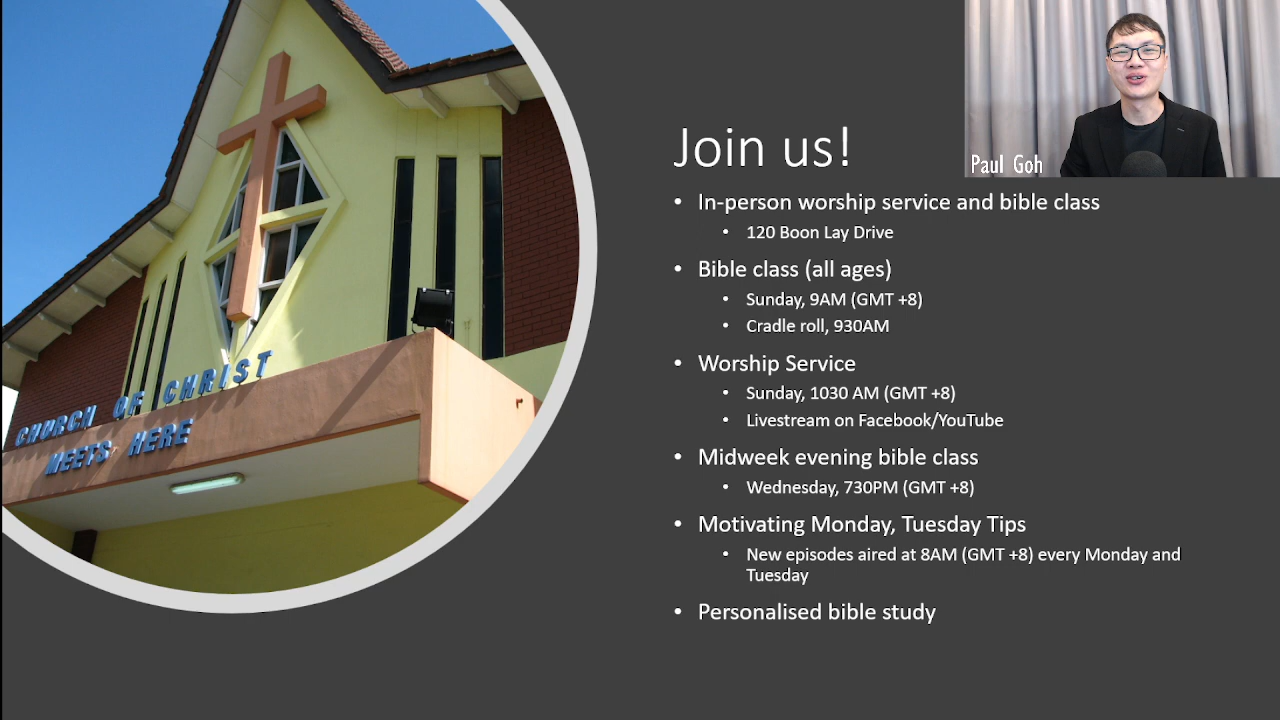 CHURCH OF CHRIST
MEETS HERE
Join us!
Paul Goh
• In-person worship service and bible class
• 120 Boon Lay Drive
• Bible class (all ages)
• Sunday, 9AM (GMT +8)
• Cradle roll, 930AM
• Worship Service
• Sunday, 1030 AM (GMT +8)
• Livestream on Facebook/YouTube
• Midweek evening bible class
• Wednesday, 730PM (GMT +8)
• Motivating Monday, Tuesday Tips
• New episodes aired at 8AM (GMT +8) every Monday and
Tuesday
• Personalised bible study